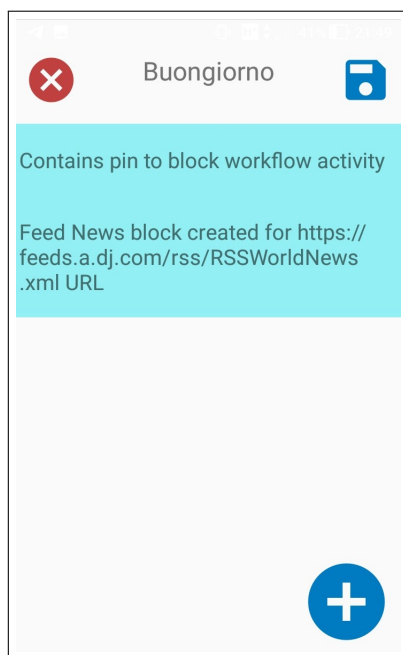 Buongiorno
Contains pin to block workflow activity
Feed News block created for https://
feeds.a.dj.com/rss/RSSWorldNews
.xml URL